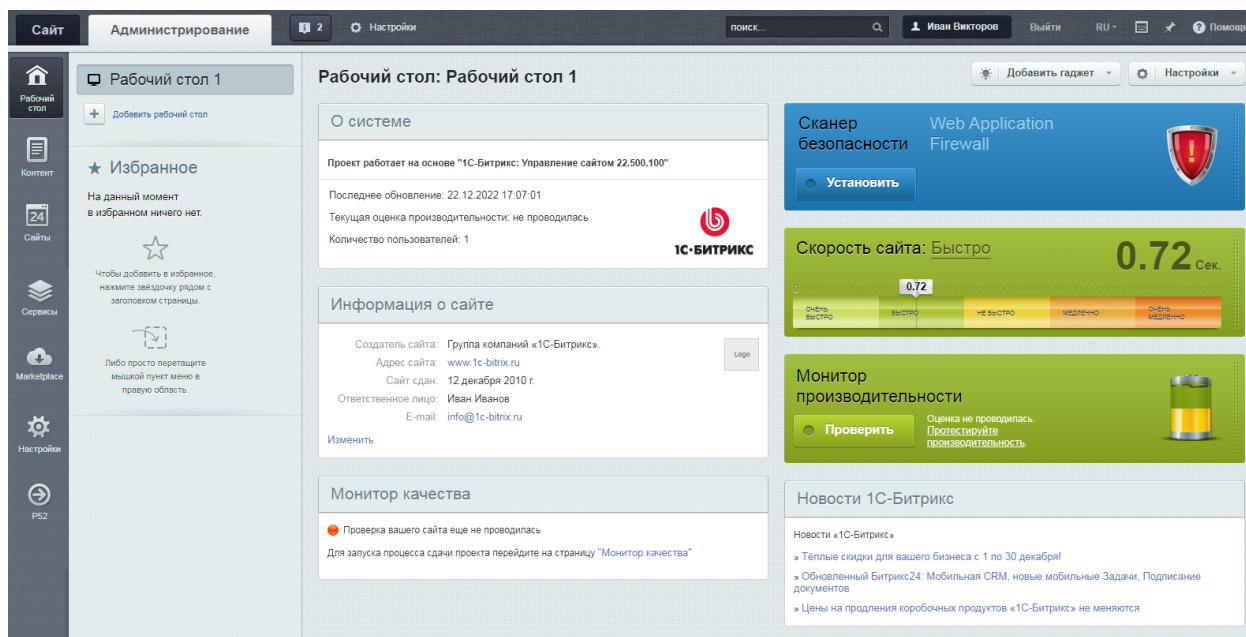 Сайт
Администрирование
2
Настройки
поиск...
Иван Викторов
Выйти
RU
Помощь
Рабочий
стол
Контент
24
Сайты
Сервисы
Marketplace
Настройки
P52
Рабочий стол 1
Добавить рабочий стол
Избранное
На данный момент
в избранном ничего нет.
Чтобы добавить в избранное,
нажмите звёздочку рядом с
заголовком страницы.
Либо просто перетащите
мышкой пункт меню в
правую область.
Рабочий стол: Рабочий стол 1
Добавить гаджет
Настройки
О системе
Проект работает на основе "1С-Битрикс: Управление сайтом 22.500.100"
Последнее обновление: 22.12.2022 17:07:01
Текущая оценка производительности: не проводилась
Количество пользователей: 1
1С·БИТРИКС
Информация о сайте
Создатель сайта: Группа компаний «1С-Битрикс».
Адрес сайта: www.1c-bitrix.ru
Сайт сдан: 12 декабря 2010 г.
Ответственное лицо: Иван Иванов
E-mail: info@1c-bitrix.ru
Logo
Изменить
Монитор качества
Проверка вашего сайта еще не проводилась
Для запуска процесса сдачи проекта перейдите на страницу "Монитор качества"
Сканер
безопасности
Web Application
Firewall
Установить
Скорость сайта: Быстро
0.72 Сек.
0
0.72
ОЧЕНЬ
БЫСТРО
БЫСТРО
НЕ БЫСТРО
МЕДЛЕННО
ОЧЕНЬ
МЕДЛЕННО
Монитор
производительности
Проверить
Оценка не проводилась.
Протестируйте
производительность.
Новости 1С-Битрикс
Новости «1С-Битрикс»
» Тёплые скидки для вашего бизнеса с 1 по 30 декабря!
» Обновленный Битрикс24: Мобильная CRM, новые мобильные Задачи, Подписание
документов
» Цены на продления коробочных продуктов «1С-Битрикс» не меняются